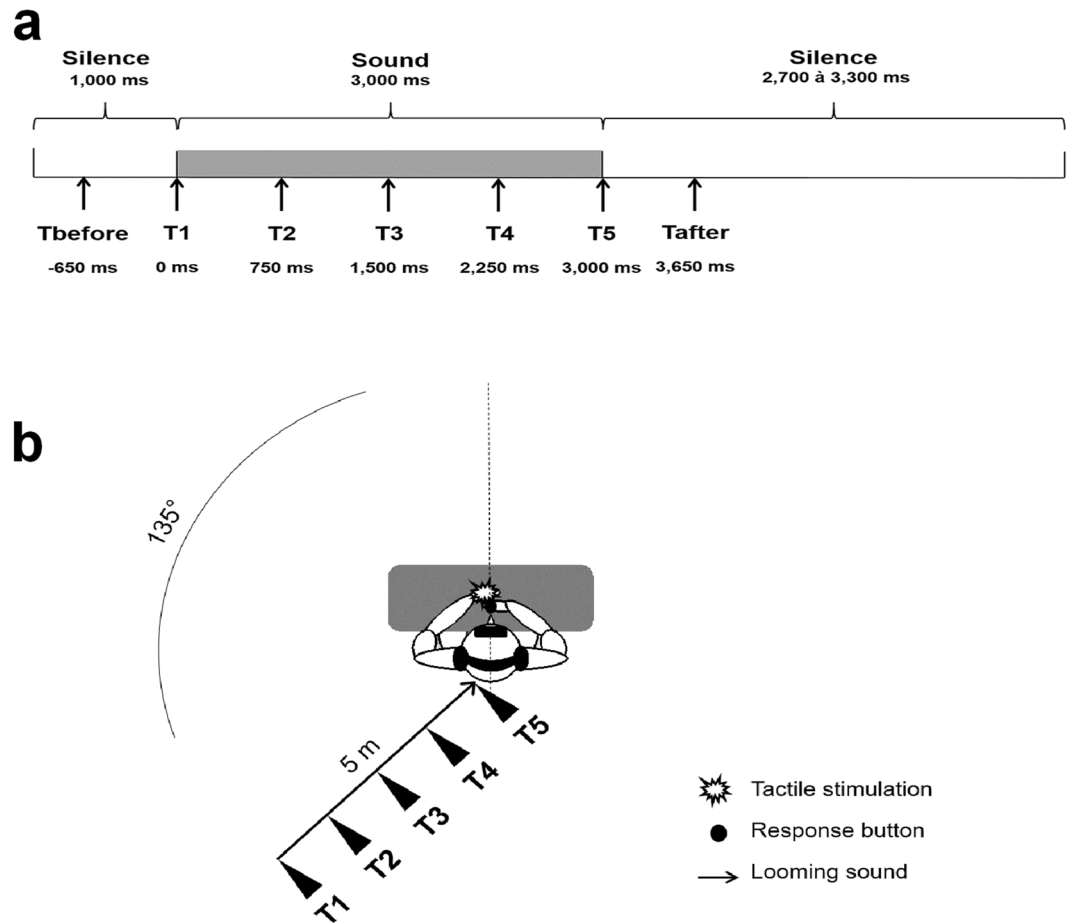 a
Silence
1,000 ms
Sound
3,000 ms
Silence
2,700 à 3,300 ms
Tbefore
T1
T2
T3
T4
T5
Tafter
-650 ms
0 ms
750 ms
1,500 ms
2,250 ms
3,000 ms
3,650 ms
b
135°
5 m
T5
T4
T3
T2
T1
Tactile stimulation
Response button
Looming sound